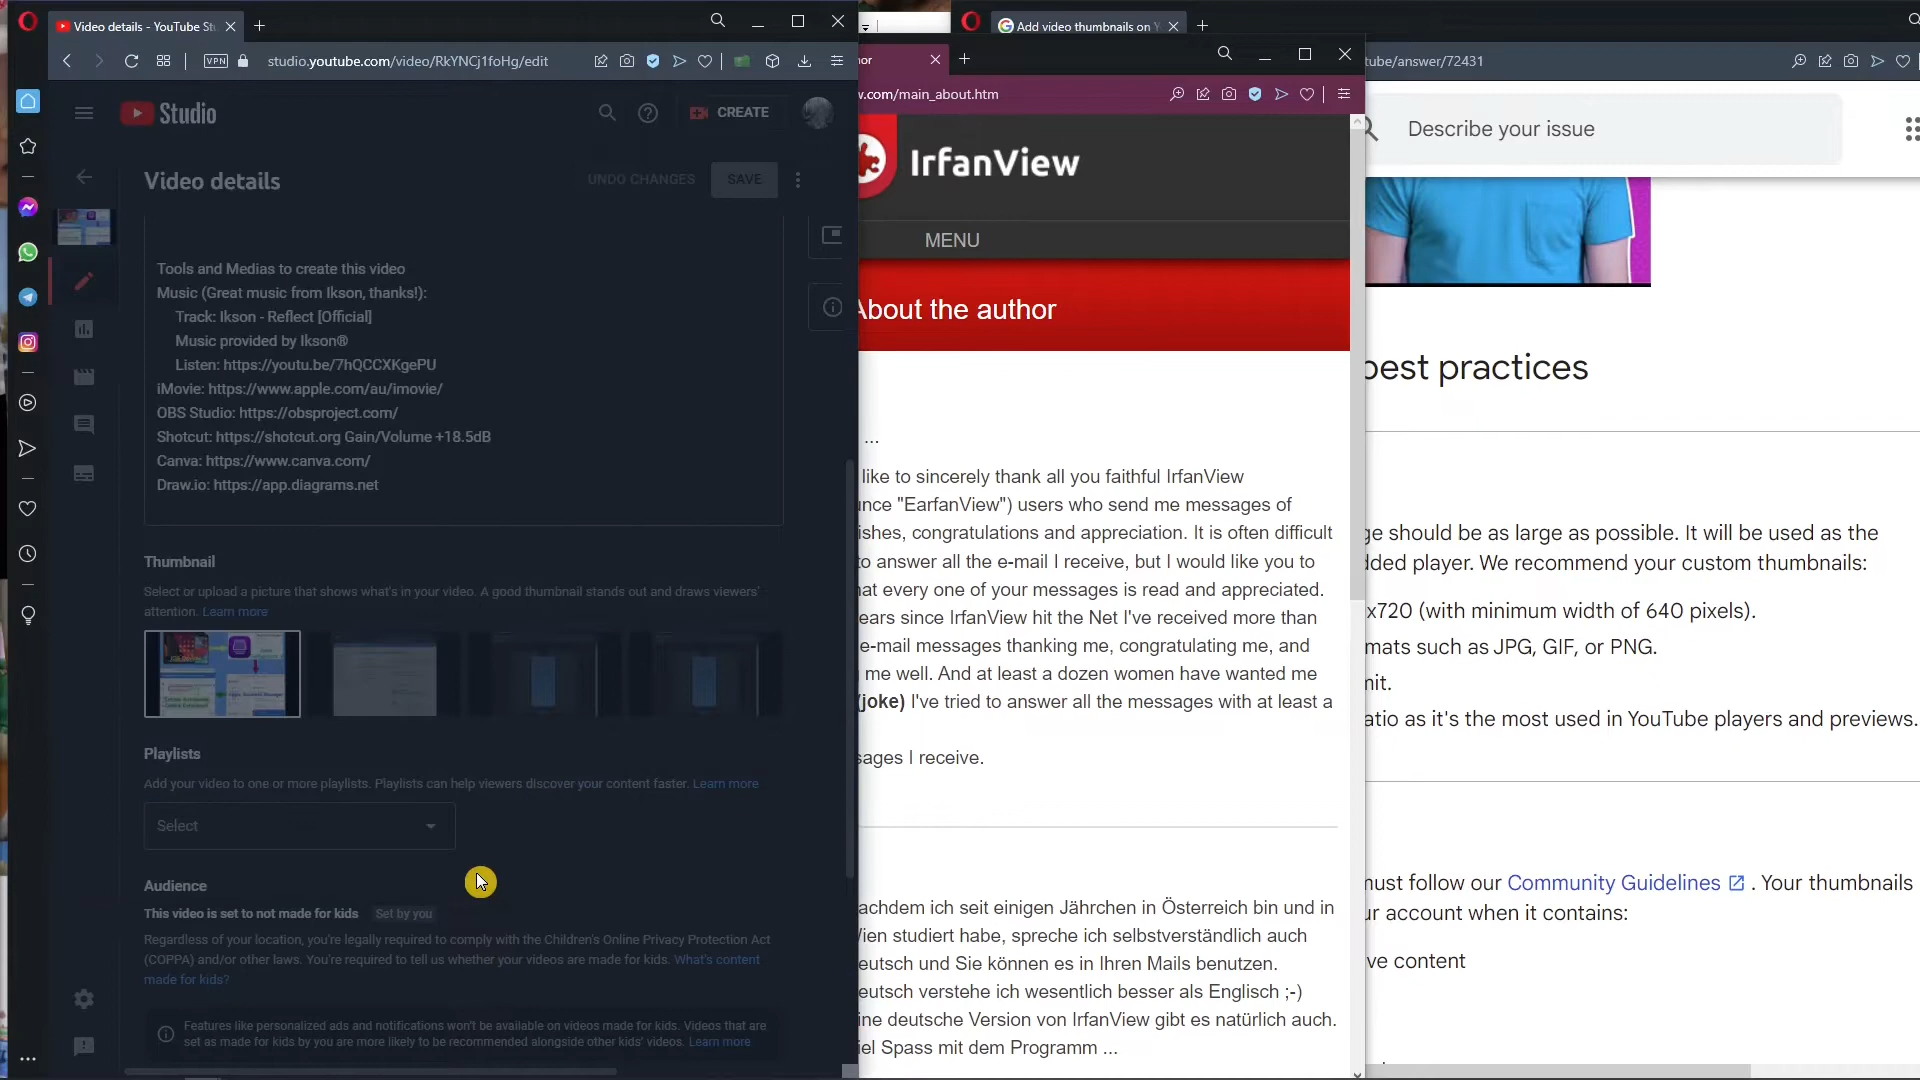 Video details - YouTube Stu
VPN
studio.youtube.com/video/RkYNCj1foHg/edit
Studio
CREATE
Video details
UNDO CHANGES
SAVE
Tools and Medias to create this video
Music (Great music from Ikson, thanks!):
Track: Ikson - Reflect [Official]
Music provided by Ikson®
Listen: https://youtu.be/7hQCCXKgePU
iMovie: https://www.apple.com/au/imovie/
OBS Studio: https://obsproject.com/
Shotcut: https://shotcut.org Gain/Volume +18.5dB
Canva: https://www.canva.com/
Draw.io: https://app.diagrams.net
Thumbnail
Select or upload a picture that shows what's in your video. A good thumbnail stands out and draws viewers'
attention. Learn more
Playlists
Add your video to one or more playlists. Playlists can help viewers discover your content faster. Learn more
Select
Audience
This video is set to not made for kids Set by you
Regardless of your location, you're legally required to comply with the Children's Online Privacy Protection Act
(COPPA) and/or other laws. You're required to tell us whether your videos are made for kids. What's content
made for kids?
Features like personalized ads and notifications won't be available on videos made for kids. Videos that are
set as made for kids by you are more likely to be recommended alongside other kids' videos. Learn more
or
w.com/main_about.htm
IrfanView
MENU
About the author
...
like to sincerely thank all you faithful IrfanView
unce "EarfanView") users who send me messages of
ishes, congratulations and appreciation. It is often difficult
to answer all the e-mail I receive, but I would like you to
hat every one of your messages is read and appreciated.
ears since IrfanView hit the Net I've received more than
e-mail messages thanking me, congratulating me, and
me well. And at least a dozen women have wanted me
(joke) I've tried to answer all the messages with at least a
sages I receive.
achdem ich seit einigen Jährchen in Österreich bin und in
Wien studiert habe, spreche ich selbstverständlich auch
eutsch und Sie können es in Ihren Mails benutzen.
eutsch verstehe ich wesentlich besser als Englisch ;-)
ine deutsche Version von IrfanView gibt es natürlich auch.
iel Spass mit dem Programm ...
Add video thumbnails on Y
tube/answer/72431
Describe your issue
best practices
ge should be as large as possible. It will be used as the
dded player. We recommend your custom thumbnails:
x720 (with minimum width of 640 pixels).
mats such as JPG, GIF, or PNG.
mit.
atio as it's the most used in YouTube players and previews.
must follow our Community Guidelines . Your thumbnails
ur account when it contains:
ve content